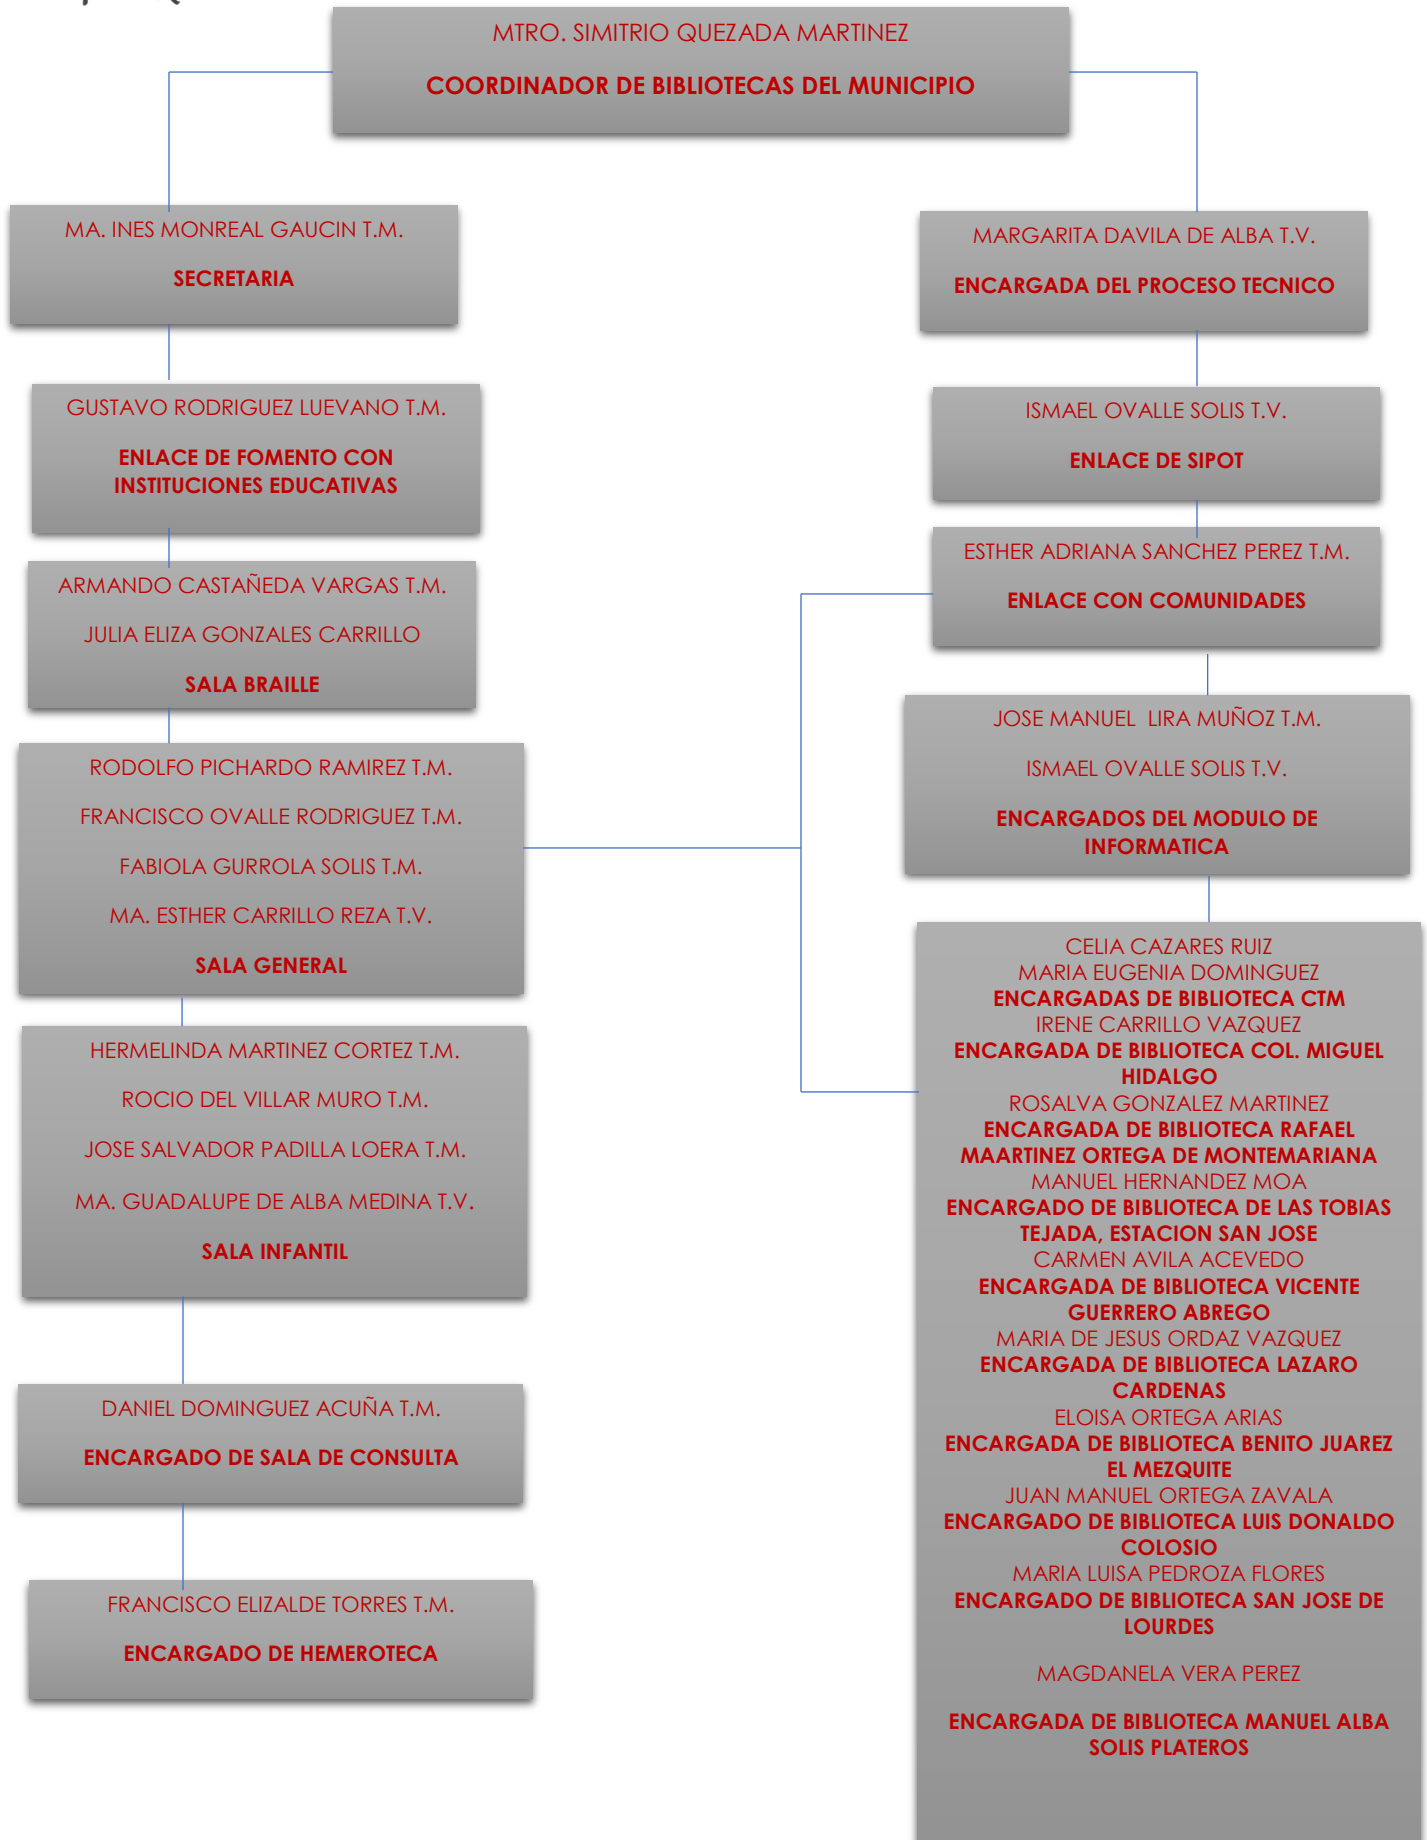 MTRO. SIMITRIO QUEZADA MARTINEZ
COORDINADOR DE BIBLIOTECAS DEL MUNICIPIO
MA. INES MONREAL GAUCIN T.M.
SECRETARIA
GUSTAVO RODRIGUEZ LUEVANO T.M.
ENLACE DE FOMENTO CON
INSTITUCIONES EDUCATIVAS
ARMANDO CASTAÑEDA VARGAS T.M.
JULIA ELIZA GONZALES CARRILLO
SALA BRAILLE
RODOLFO PICHARDO RAMIREZ T.M.
FRANCISCO OVALLE RODRIGUEZ T.M.
FABIOLA GURROLA SOLIS T.M.
MA. ESTHER CARRILLO REZA T.V.
SALA GENERAL
HERMELINDA MARTINEZ CORTEZ T.M.
ROCIO DEL VILLAR MURO T.M.
JOSE SALVADOR PADILLA LOERA T.M.
MA. GUADALUPE DE ALBA MEDINA T.V.
SALA INFANTIL
DANIEL DOMINGUEZ ACUÑA T.M.
ENCARGADO DE SALA DE CONSULTA
FRANCISCO ELIZALDE TORRES T.M.
ENCARGADO DE HEMEROTECA
MARGARITA DAVILA DE ALBA T.V.
ENCARGADA DEL PROCESO TECNICO
ISMAEL OVALLE SOLIS T.V.
ENLACE DE SIPOT
ESTHER ADRIANA SANCHEZ PEREZ T.M.
ENLACE CON COMUNIDADES
JOSE MANUEL LIRA MUÑOZ T.M.
ISMAEL OVALLE SOLIS T.V.
ENCARGADOS DEL MODULO DE
INFORMATICA
CELIA CAZARES RUIZ
MARIA EUGENIA DOMINGUEZ
ENCARGADAS DE BIBLIOTECA CTM
IRENE CARRILLO VAZQUEZ
ENCARGADA DE BIBLIOTECA COL. MIGUEL
HIDALGO
ROSALVA GONZALEZ MARTINEZ
ENCARGADA DE BIBLIOTECA RAFAEL
MAARTINEZ ORTEGA DE MONTEMARIANA
MANUEL HERNANDEZ MOA
ENCARGADO DE BIBLIOTECA DE LAS TOBIAS
TEJADA, ESTACION SAN JOSE
CARMEN AVILA ACEVEDO
ENCARGADA DE BIBLIOTECA VICENTE
GUERRERO ABREGO
MARIA DE JESUS ORDAZ VAZQUEZ
ENCARGADA DE BIBLIOTECA LAZARO
CARDENAS
ELOISA ORTEGA ARIAS
ENCARGADA DE BIBLIOTECA BENITO JUAREZ
EL MEZQUITE
JUAN MANUEL ORTEGA ZAVALA
ENCARGADO DE BIBLIOTECA LUIS DONALDO
COLOSIO
MARIA LUISA PEDROZA FLORES
ENCARGADO DE BIBLIOTECA SAN JOSE DE
LOURDES
MAGDANELA VERA PEREZ
ENCARGADA DE BIBLIOTECA MANUEL ALBA
SOLIS PLATEROS